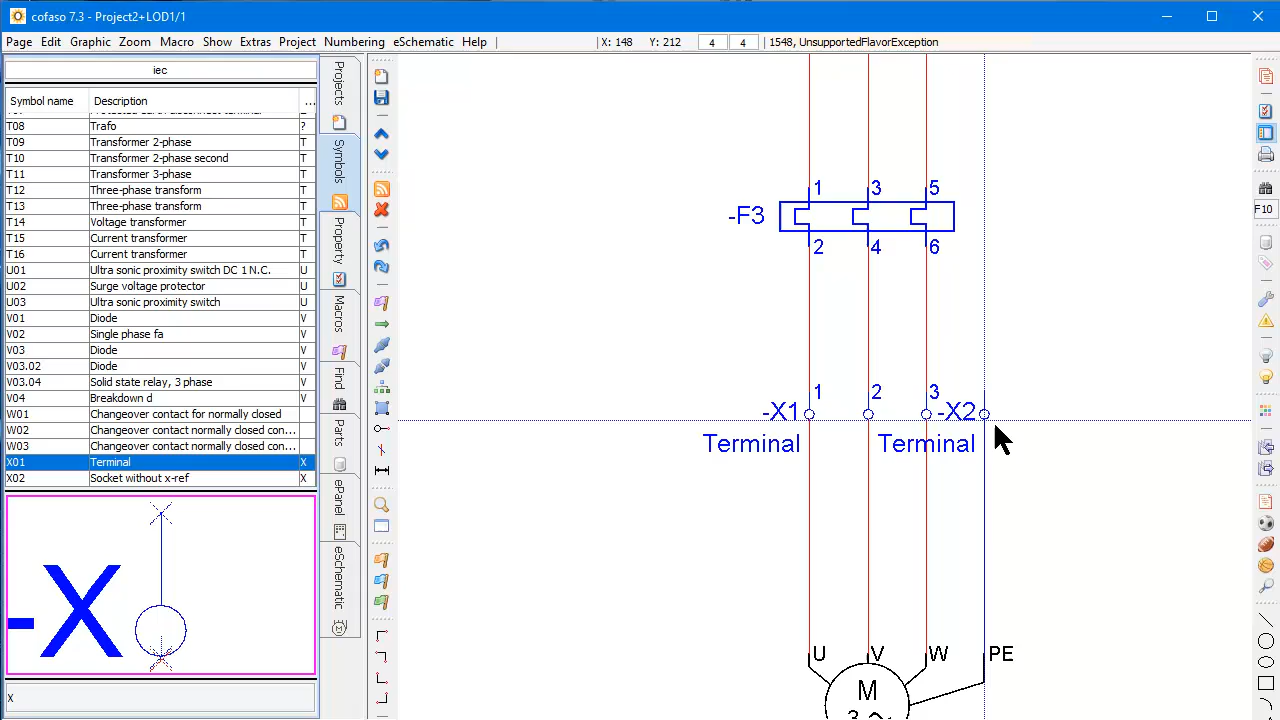 cofaso 7.3 - Project2+LOD1/1
Page Edit Graphic Zoom Macro Show Extras Project Numbering eSchematic Help
X: 148 Y: 212 4 4 1548, UnsupportedFlavorException
iec
Symbol name Description ...
T08 Trafo ?
T09 Transformer 2-phase T
T10 Transformer 2-phase second T
T11 Transformer 3-phase T
T12 Three-phase transform T
T13 Three-phase transform T
T14 Voltage transformer T
T15 Current transformer T
T16 Current transformer T
U01 Ultra sonic proximity switch DC 1 N.C. U
U02 Surge voltage protector U
U03 Ultra sonic proximity switch U
V01 Diode V
V02 Single phase fa V
V03 Diode V
V03.02 Diode V
V03.04 Solid state relay, 3 phase V
V04 Breakdown d V
W01 Changeover contact for normally closed
W02 Changeover contact normally closed con...
W03 Changeover contact normally closed con...
X01 Terminal X
X02 Socket without x-ref X
-X
X
Projects
Symbols
Property
Macros
Find
Parts
ePanel
eSchematic
1 3 5
-F3
2 4 6
1 2 3
-X1 -X2
Terminal Terminal
U V W PE
M
3
F10